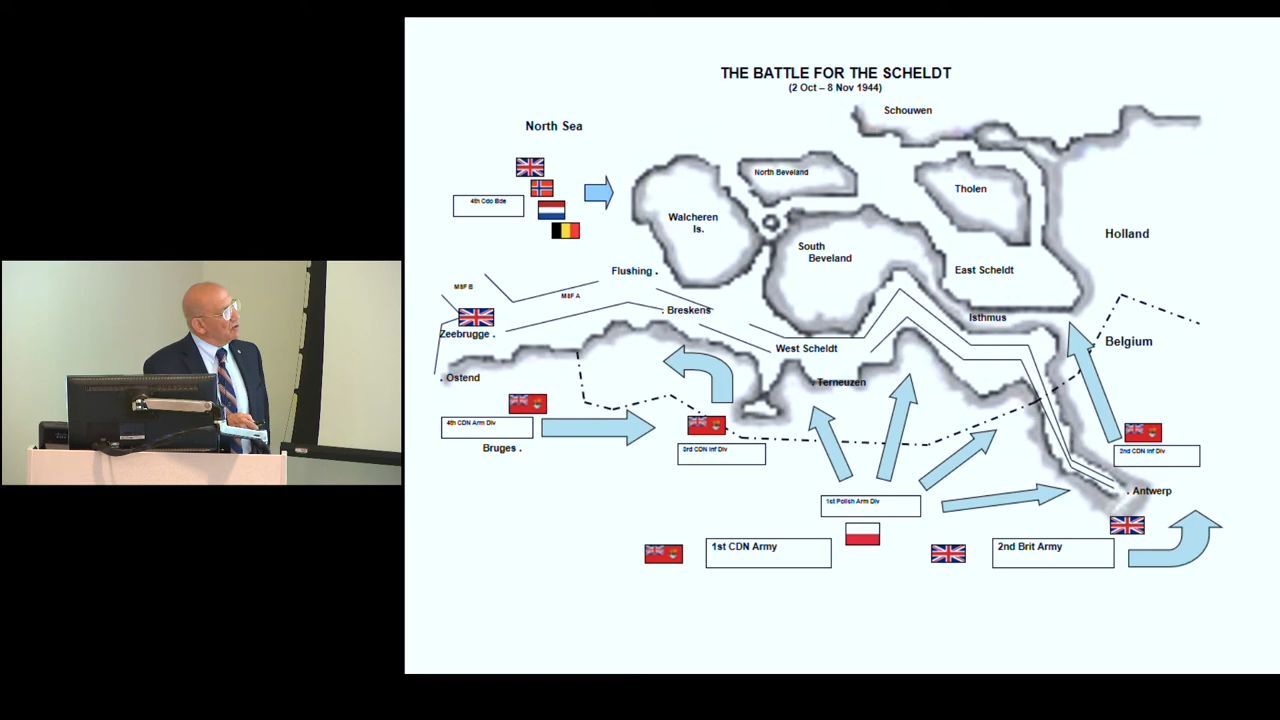 THE BATTLE FOR THE SCHELDT
(2 Oct – 8 Nov 1944)
Schouwen
North Sea
North Beveland
Tholen
4th Cdo Bde
Walcheren
Is.
Holland
South
Beveland
Flushing .
East Scheldt
MSF B
MSF A
. Breskens
Isthmus
Zeebrugge .
West Scheldt
Belgium
. Ostend
. Terneuzen
4th CDN Arm Div
Bruges .
3rd CDN Inf Div
2nd CDN Inf Div
. Antwerp
1st Polish Arm Div
1st CDN Army
2nd Brit Army